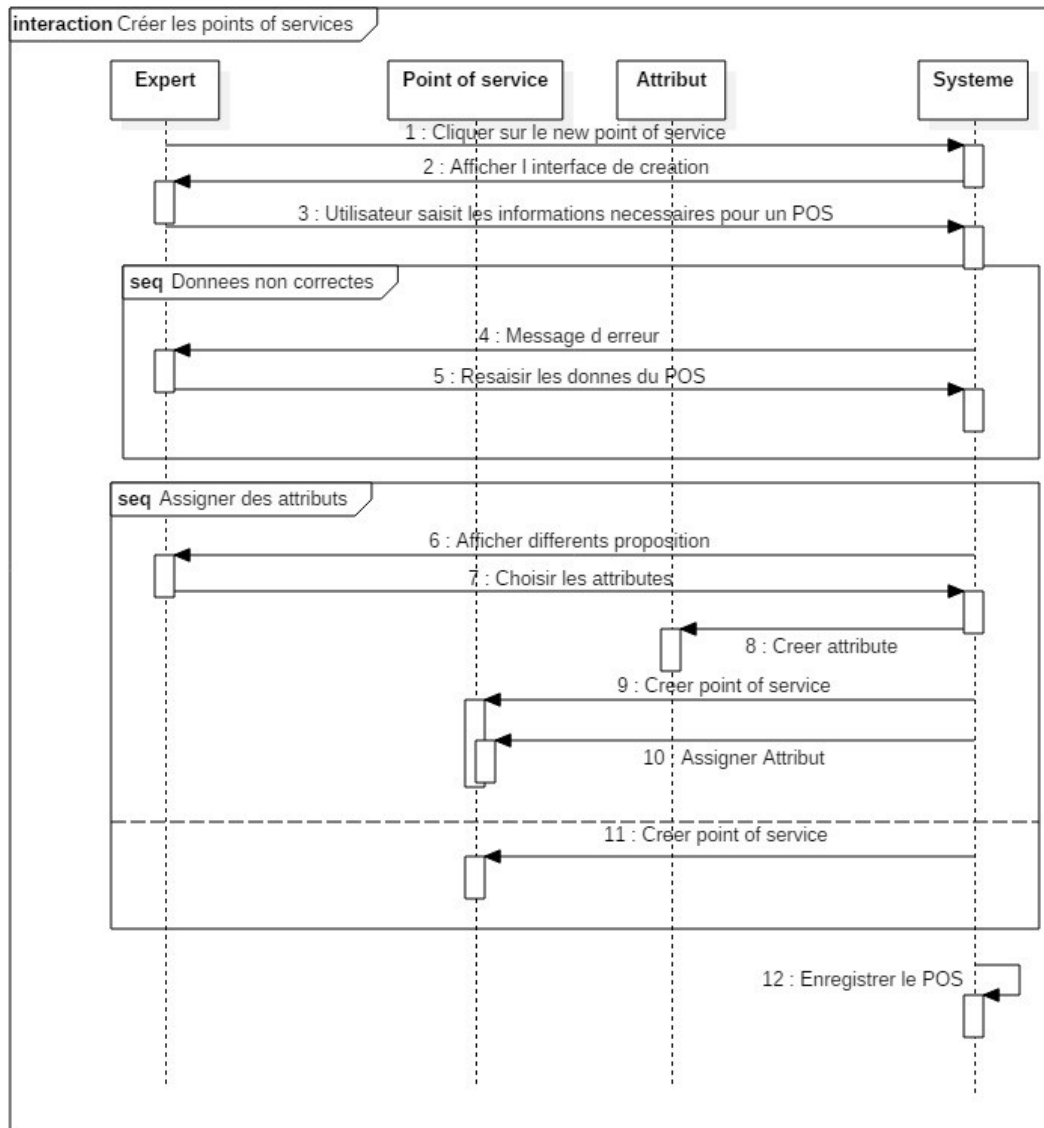 interaction Créer les points of services
Expert
Point of service
Attribut
Systeme
1 : Cliquer sur le new point of service
2 : Afficher l interface de creation
3 : Utilisateur saisit les informations necessaires pour un POS
seq Donnees non correctes
4 : Message d erreur
5 : Resaisir les donnes du POS
seq Assigner des attributs
6 : Afficher differents proposition
7 : Choisir les attributes
8 : Creer attribute
9 : Creer point of service
10 : Assigner Attribut
11 : Creer point of service
12 : Enregistrer le POS